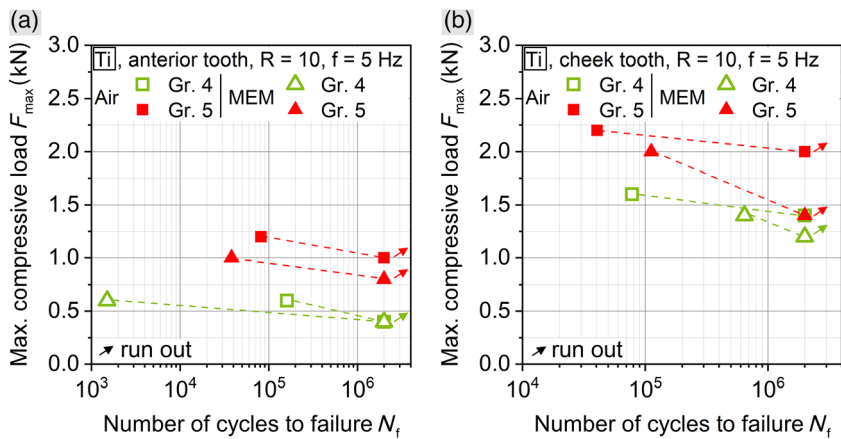 (a)
Max. compressive load Fmax (kN)
3.0
2.5
2.0
1.5
1.0
0.5
0.0
Ti, anterior tooth, R = 10, f = 5 Hz
Air Gr. 4 MEM Gr. 4
Gr. 5 Gr. 5
run out
10³ 10⁴ 10⁵ 10⁶
Number of cycles to failure Nf
(b)
Max. compressive load Fmax (kN)
3.0
2.5
2.0
1.5
1.0
0.5
0.0
Ti, cheek tooth, R = 10, f = 5 Hz
Air Gr. 4 MEM Gr. 4
Gr. 5 Gr. 5
run out
10⁴ 10⁵ 10⁶
Number of cycles to failure Nf